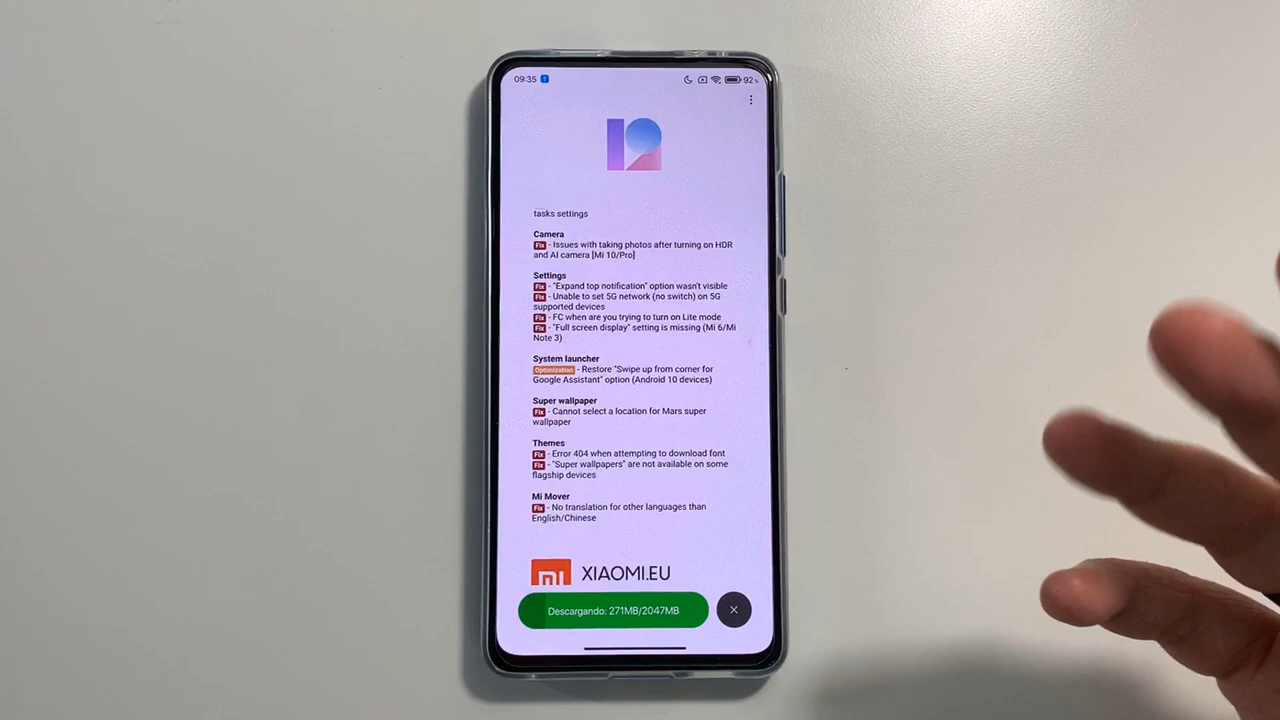 09:35
92%
tasks settings
Camera
Fix - Issues with taking photos after turning on HDR
and AI camera [Mi 10/Pro]
Settings
Fix - "Expand top notification" option wasn't visible
Fix - Unable to set 5G network (no switch) on 5G
supported devices
Fix - FC when are you trying to turn on Lite mode
Fix - "Full screen display" setting is missing (Mi 6/Mi
Note 3)
System launcher
Optimization - Restore "Swipe up from corner for
Google Assistant" option (Android 10 devices)
Super wallpaper
Fix - Cannot select a location for Mars super
wallpaper
Themes
Fix - Error 404 when attempting to download font
Fix - "Super wallpapers" are not available on some
flagship devices
Mi Mover
Fix - No translation for other languages than
English/Chinese
mi XIAOMI.EU
Descargando: 271MB/2047MB